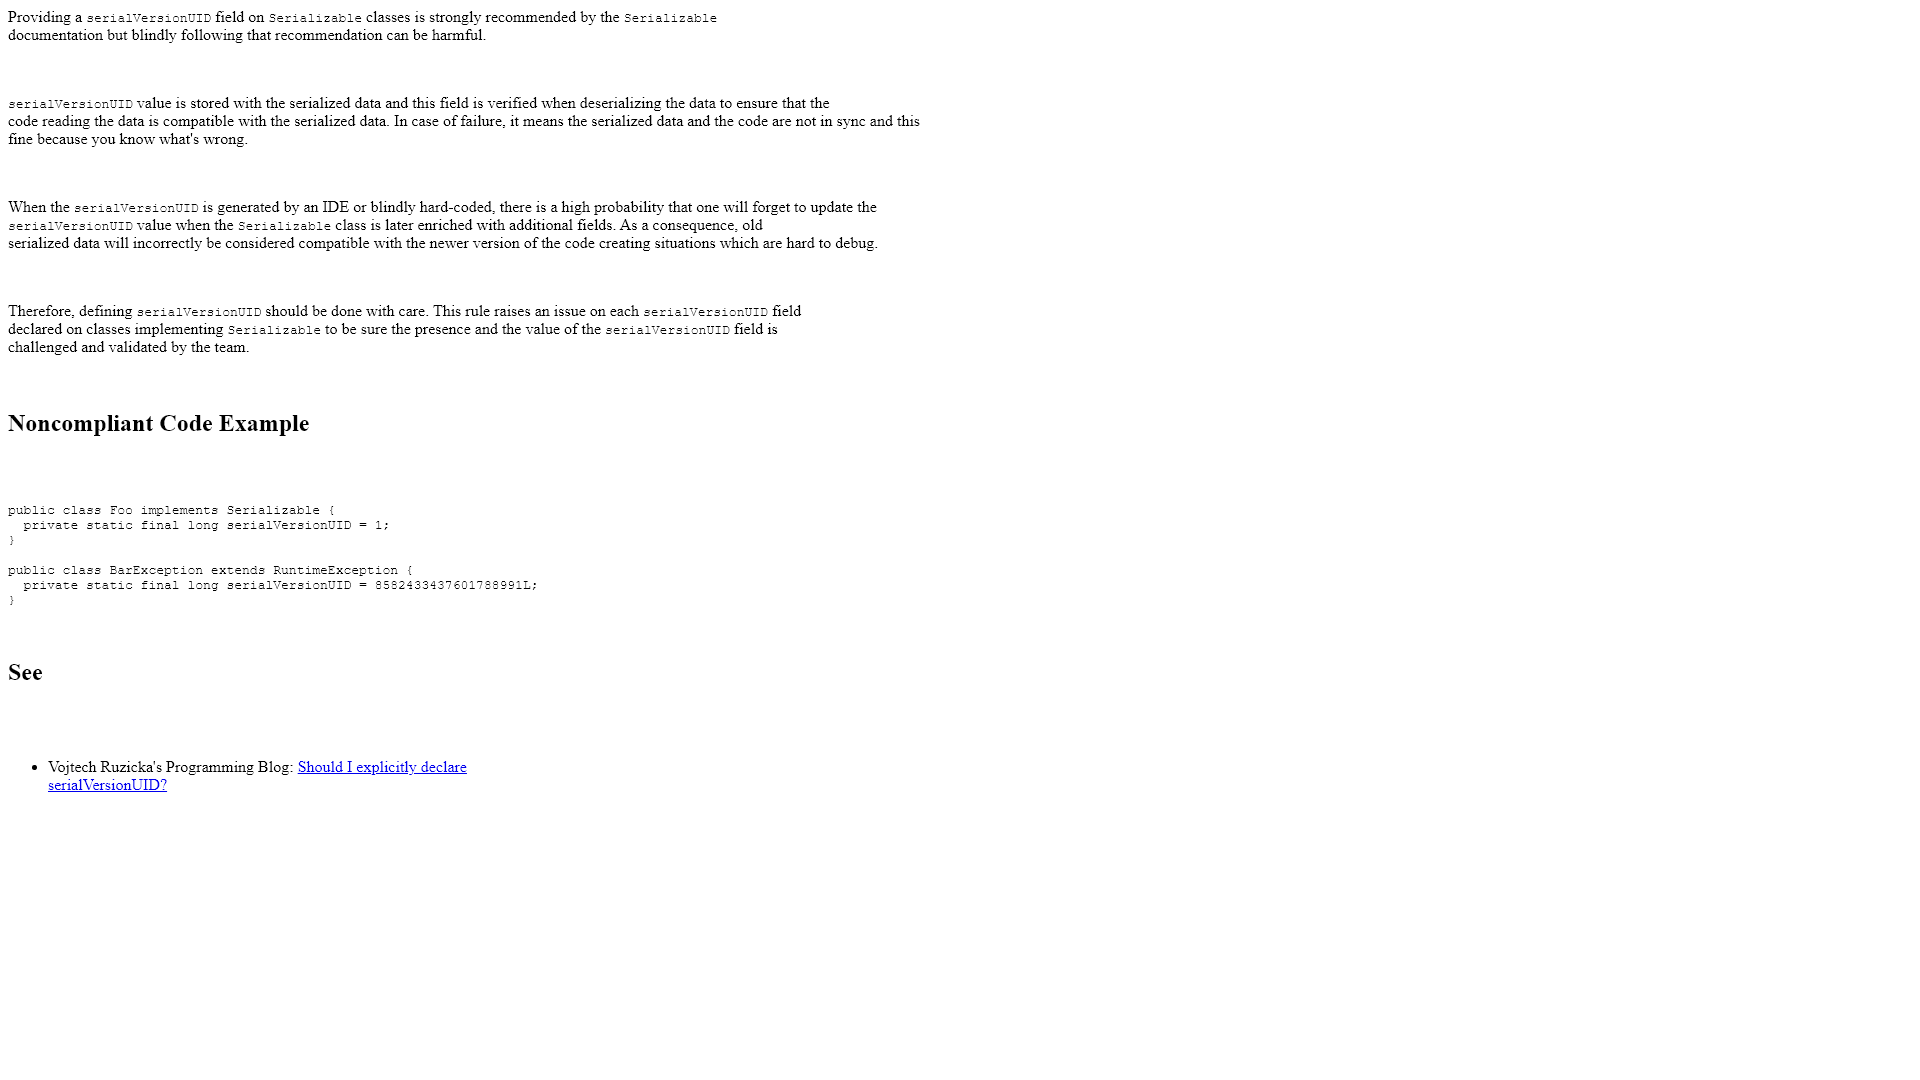 Providing a serialVersionUID field on Serializable classes is strongly recommended by the Serializable
documentation but blindly following that recommendation can be harmful.
serialVersionUID value is stored with the serialized data and this field is verified when deserializing the data to ensure that the
code reading the data is compatible with the serialized data. In case of failure, it means the serialized data and the code are not in sync and this
fine because you know what's wrong.
When the serialVersionUID is generated by an IDE or blindly hard-coded, there is a high probability that one will forget to update the
serialVersionUID value when the Serializable class is later enriched with additional fields. As a consequence, old
serialized data will incorrectly be considered compatible with the newer version of the code creating situations which are hard to debug.
Therefore, defining serialVersionUID should be done with care. This rule raises an issue on each serialVersionUID field
declared on classes implementing Serializable to be sure the presence and the value of the serialVersionUID field is
challenged and validated by the team.
Noncompliant Code Example
public class Foo implements Serializable {
  private static final long serialVersionUID = 1;
}
public class BarException extends RuntimeException {
  private static final long serialVersionUID = 8582433437601788991L;
}
See
• Vojtech Ruzicka's Programming Blog: Should I explicitly declare
serialVersionUID?